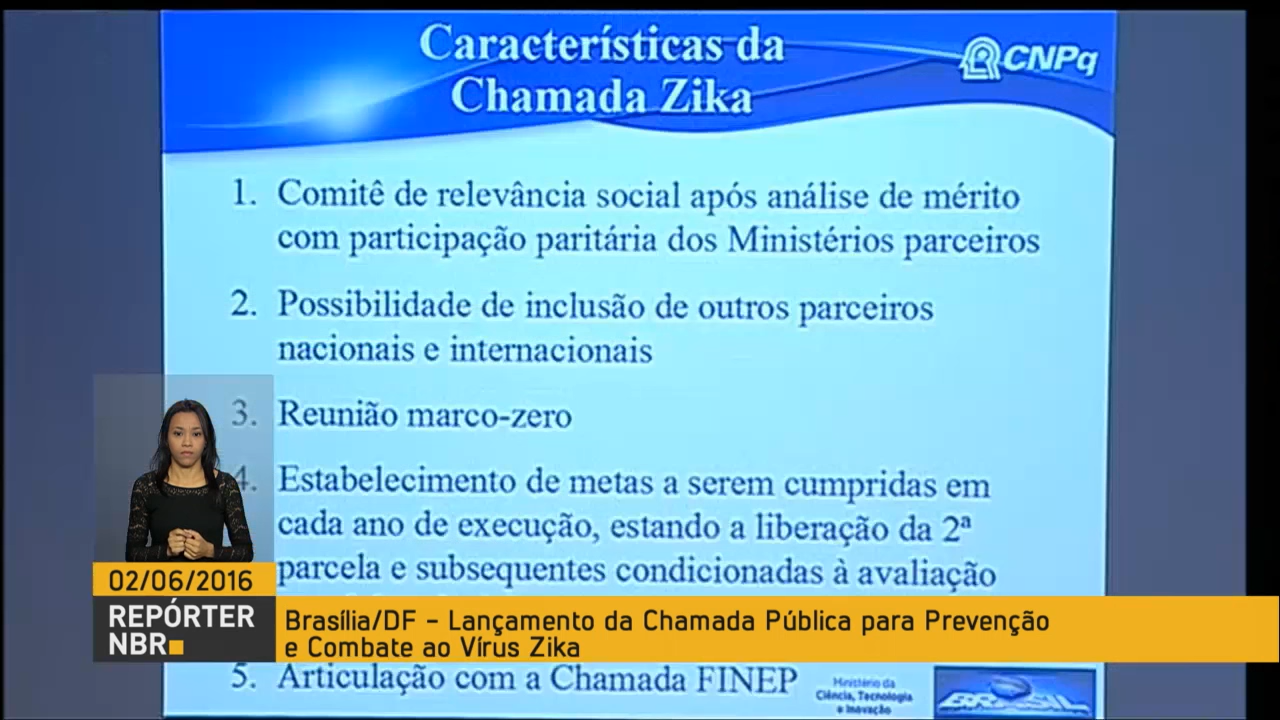 Características da
Chamada Zika
CNPq
1. Comitê de relevância social após análise de mérito
com participação paritária dos Ministérios parceiros
2. Possibilidade de inclusão de outros parceiros
nacionais e internacionais
3. Reunião marco-zero
4. Estabelecimento de metas a serem cumpridas em
cada ano de execução, estando a liberação da 2ª
parcela e subsequentes condicionadas à avaliação
02/06/2016
REPÓRTER
NBR
Brasília/DF - Lançamento da Chamada Pública para Prevenção
e Combate ao Vírus Zika
5. Articulação com a Chamada FINEP
Ministério da
Ciência, Tecnologia
e Inovação
BRASIL